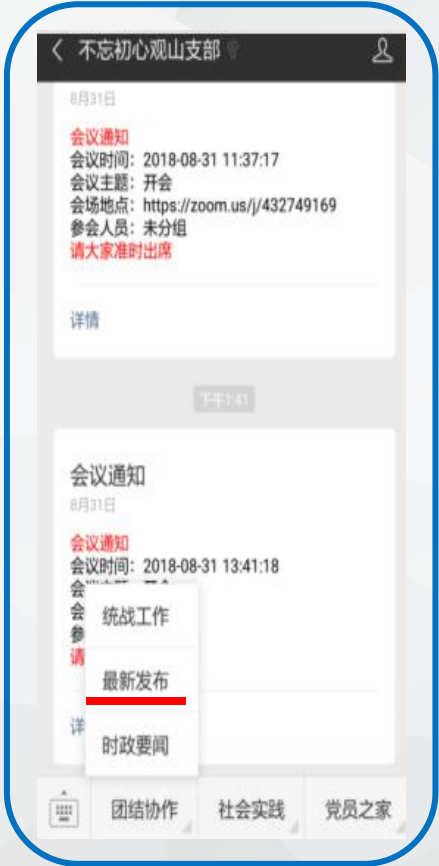 不忘初心观山支部
8月31日
会议通知
会议时间：2018-08-31 11:37:17
会议主题：开会
会场地点：https://zoom.us/j/432749169
参会人员：未分组
请大家准时出席
详情
下午1:41
会议通知
8月31日
会议通知
会议时间：2018-08-31 13:41:18
会
会
参
请
详
统战工作
最新发布
时政要闻
团结协作
社会实践
党员之家